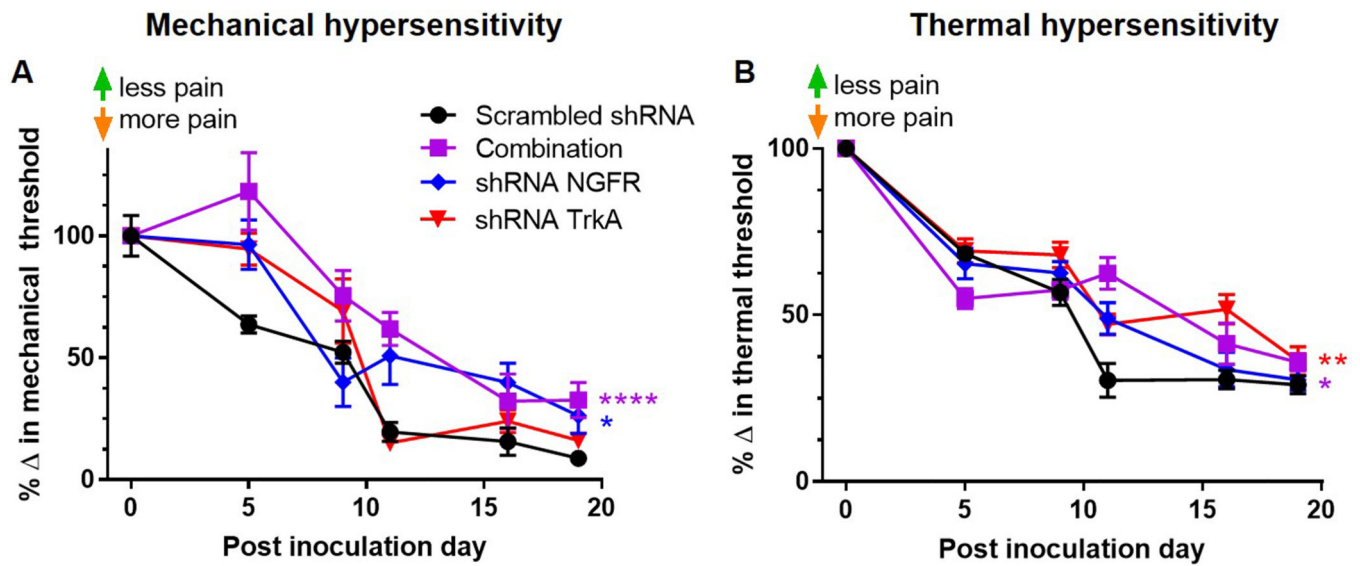 Mechanical hypersensitivity
A
less pain
more pain
Scrambled shRNA
Combination
shRNA NGFR
shRNA TrkA
% Δ in mechanical threshold
100
50
0
****
*
0 5 10 15 20
Post inoculation day
Thermal hypersensitivity
B
less pain
more pain
% Δ in thermal threshold
100
50
0
**
*
0 5 10 15 20
Post inoculation day